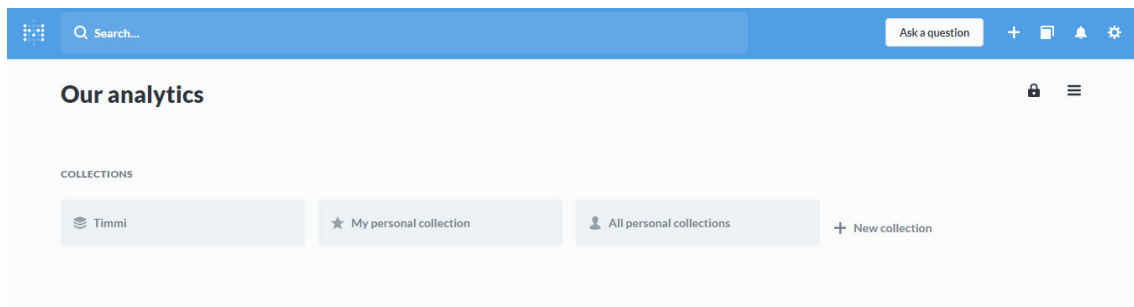 Search...
Ask a question
Our analytics
COLLECTIONS
Timmi
My personal collection
All personal collections
New collection